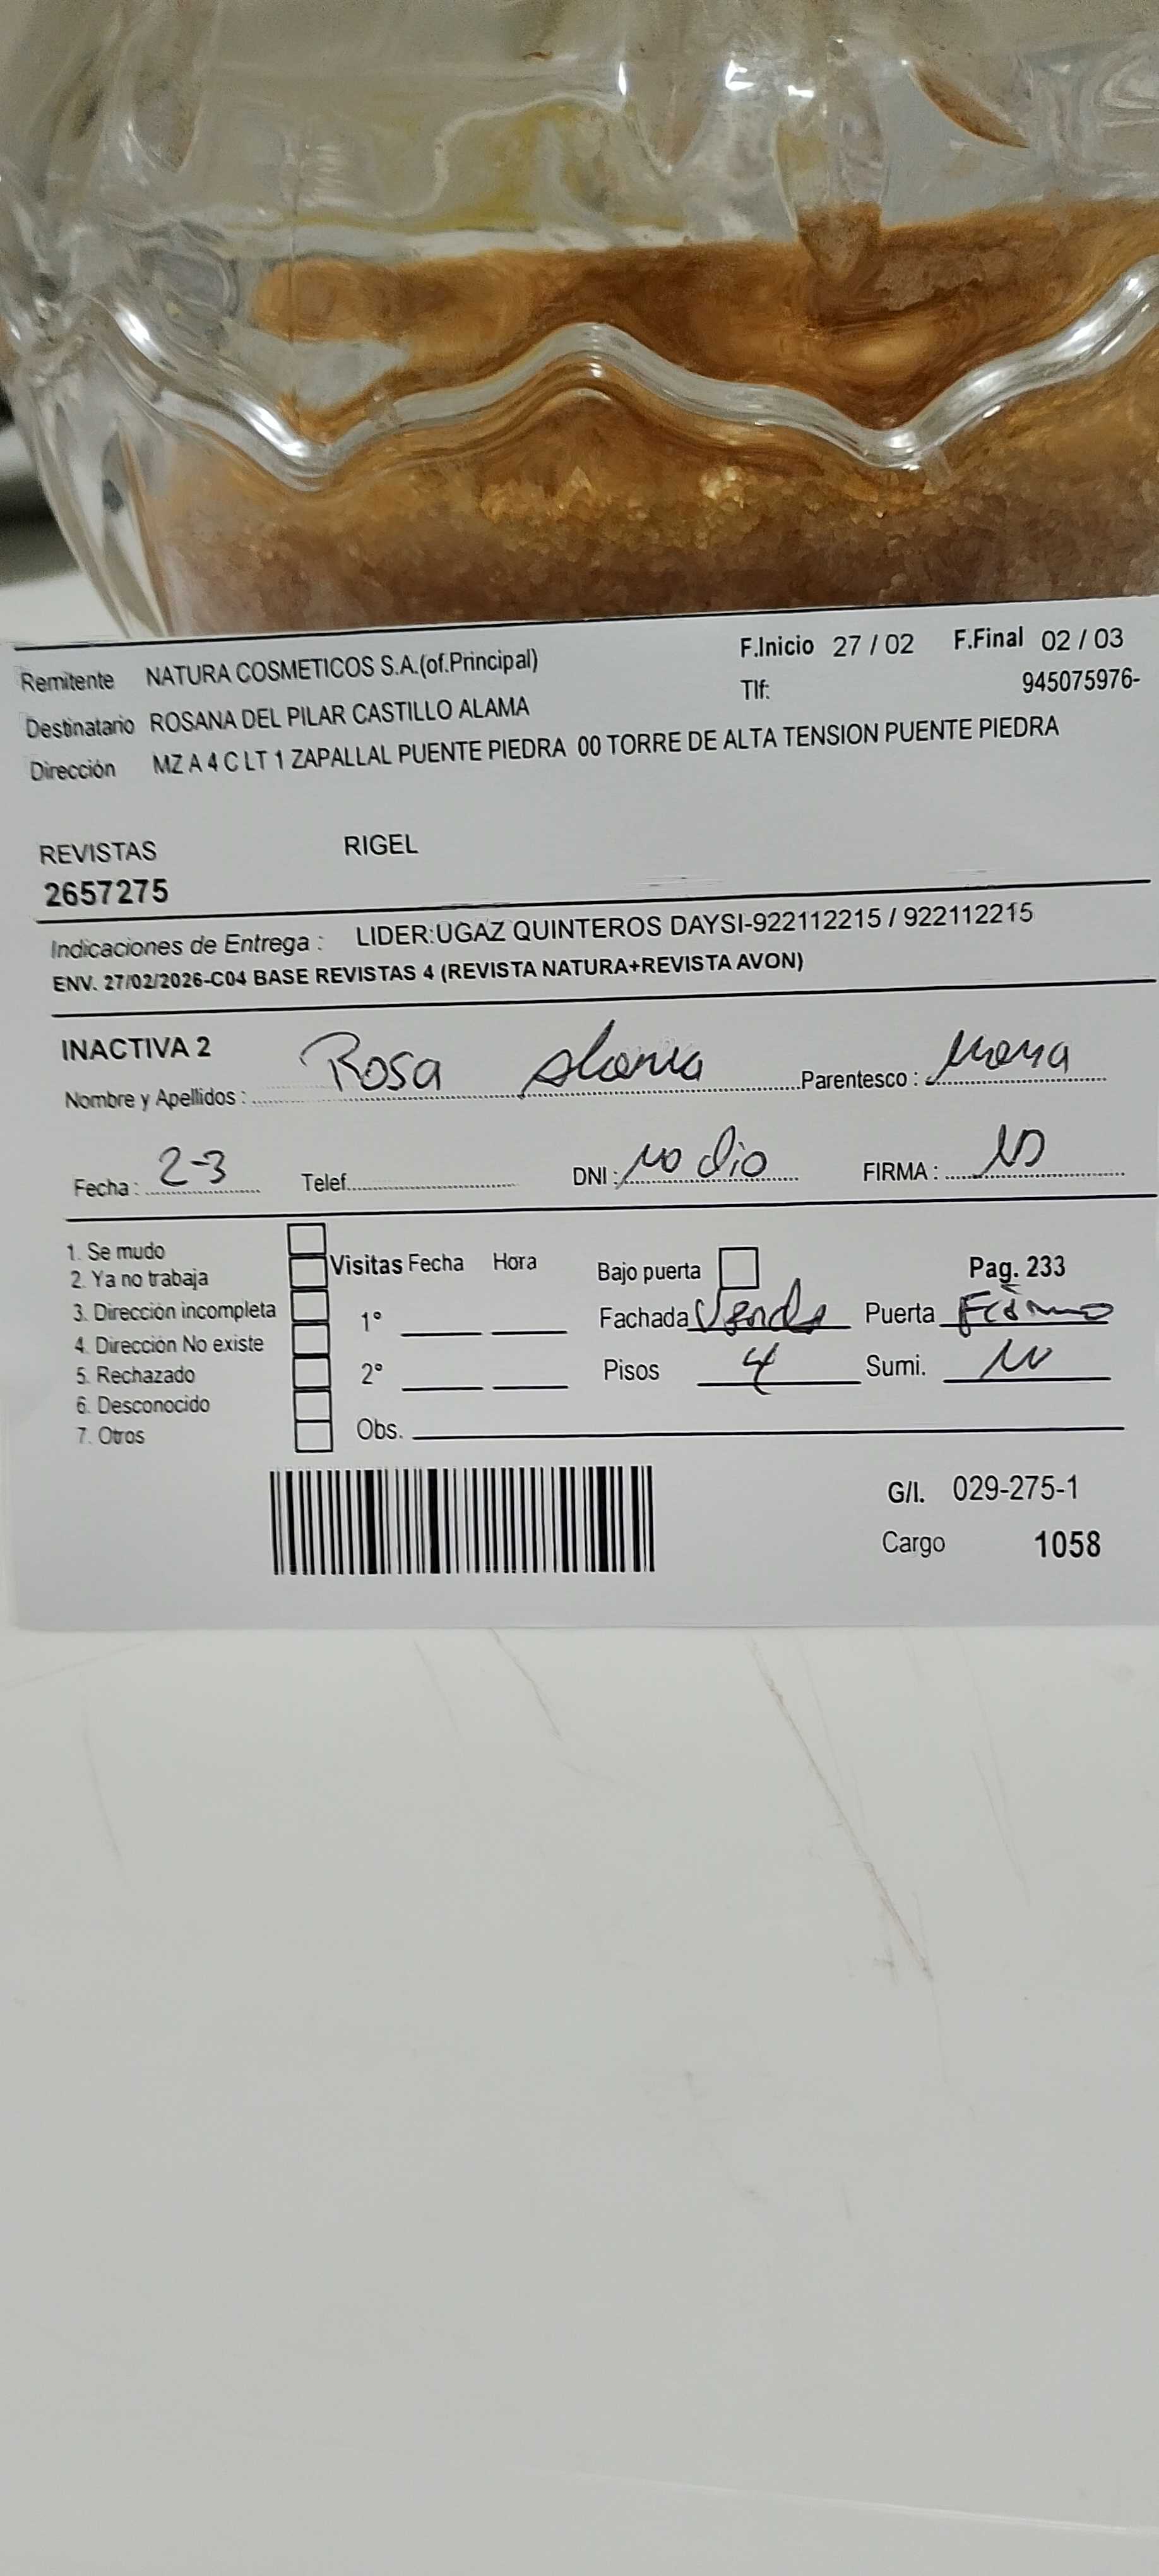 Remitente NATURA COSMETICOS S.A.(of.Principal) F.Inicio 27 / 02 F.Final 02 / 03
Destinatario ROSANA DEL PILAR CASTILLO ALAMA Tlf: 945075976-
Dirección MZ A 4 C LT 1 ZAPALLAL PUENTE PIEDRA 00 TORRE DE ALTA TENSION PUENTE PIEDRA
REVISTAS RIGEL
2657275
Indicaciones de Entrega : LIDER:UGAZ QUINTEROS DAYSI-922112215 / 922112215
ENV. 27/02/2026-C04 BASE REVISTAS 4 (REVISTA NATURA+REVISTA AVON)
INACTIVA 2
Nombre y Apellidos : Rosa Alama Parentesco :
Fecha : 2-3 Telef. DNI : no dio FIRMA :
1. Se mudo
2. Ya no trabaja
3. Dirección incompleta
4. Dirección No existe
5. Rechazado
6. Desconocido
7. Otros
Visitas Fecha Hora
1°
2°
Obs.
Bajo puerta Pag. 233
Fachada Puerta
Pisos 4 Sumi.
G/I. 029-275-1
Cargo 1058